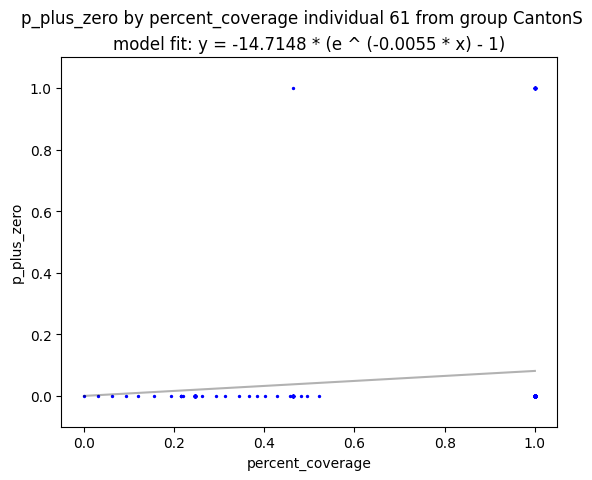 p_plus_zero by percent_coverage individual 61 from group CantonS
model fit: y = -14.7148 * (e ^ (-0.0055 * x) - 1)
1.0
0.8
0.6
0.4
0.2
0.0
p_plus_zero
0.0 0.2 0.4 0.6 0.8 1.0
percent_coverage